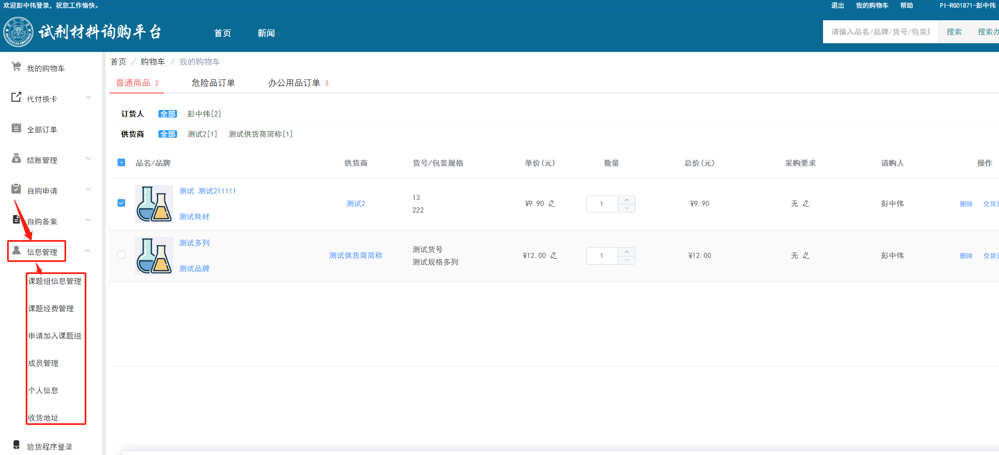 欢迎彭中伟登录，祝您工作愉快。
退出 我的购物车 帮助 PI-RG01871-彭中伟
试剂材料询购平台 首页 新闻
请输入品名/品牌/货号/包装规 搜索 搜索办
我的购物车
代付换卡
全部订单
结账管理
自购申请
自购备案
信息管理
课题组信息管理
课题经费管理
申请加入课题组
成员管理
个人信息
收货地址
验货程序登录
首页 / 购物车 / 我的购物车
普通商品 2 危险品订单 办公用品订单 3
订货人 全部 彭中伟[2]
供货商 全部 测试2[1] 测试供货商简称[1]
品名/品牌 供货商 货号/包装规格 单价(元) 数量 总价(元) 采购要求 请购人 操作
测试 测试211111
测试耗材
测试2
13
222
¥9.90 1 ¥9.90 无 彭中伟 删除 交货
测试多列
测试品牌
测试供货商简称
测试货号
测试规格多列
¥12.00 1 ¥12.00 无 彭中伟 删除 交货